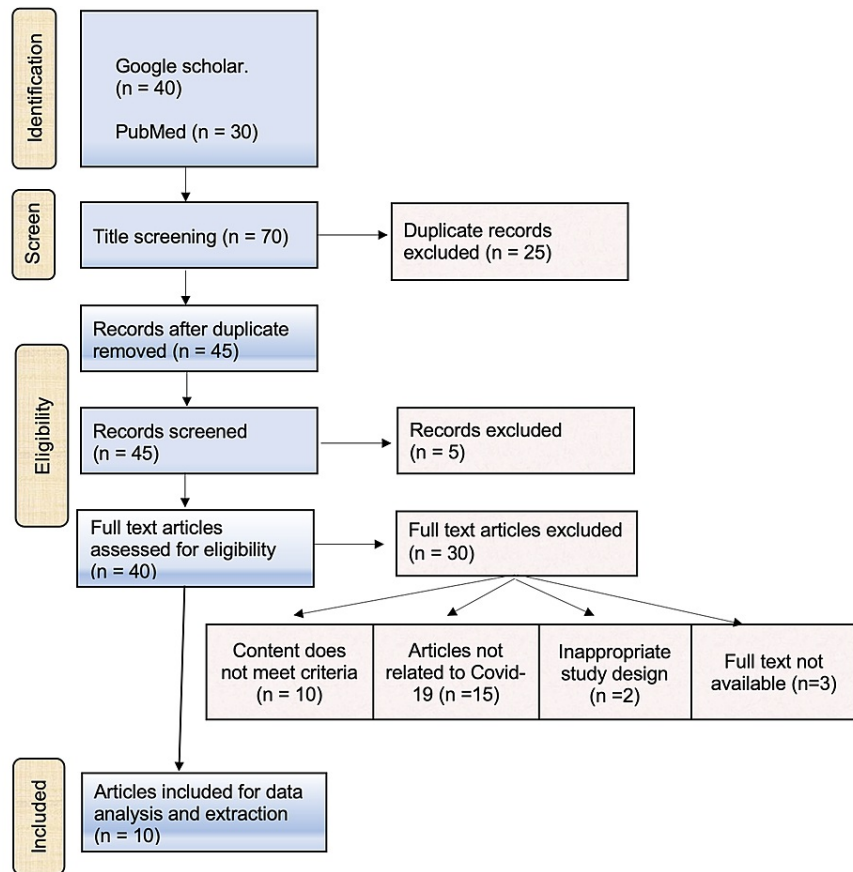 Identification
Google scholar.
(n = 40)
PubMed (n = 30)
Screen
Title screening (n = 70)
Duplicate records
excluded (n = 25)
Eligibility
Records after duplicate
removed (n = 45)
Records screened
(n = 45)
Records excluded
(n = 5)
Full text articles
assessed for eligibility
(n = 40)
Full text articles excluded
(n = 30)
Content does
not meet criteria
(n = 10)
Articles not
related to Covid-
19 (n =15)
Inappropriate
study design
(n =2)
Full text not
available (n=3)
Included
Articles included for data
analysis and extraction
(n = 10)